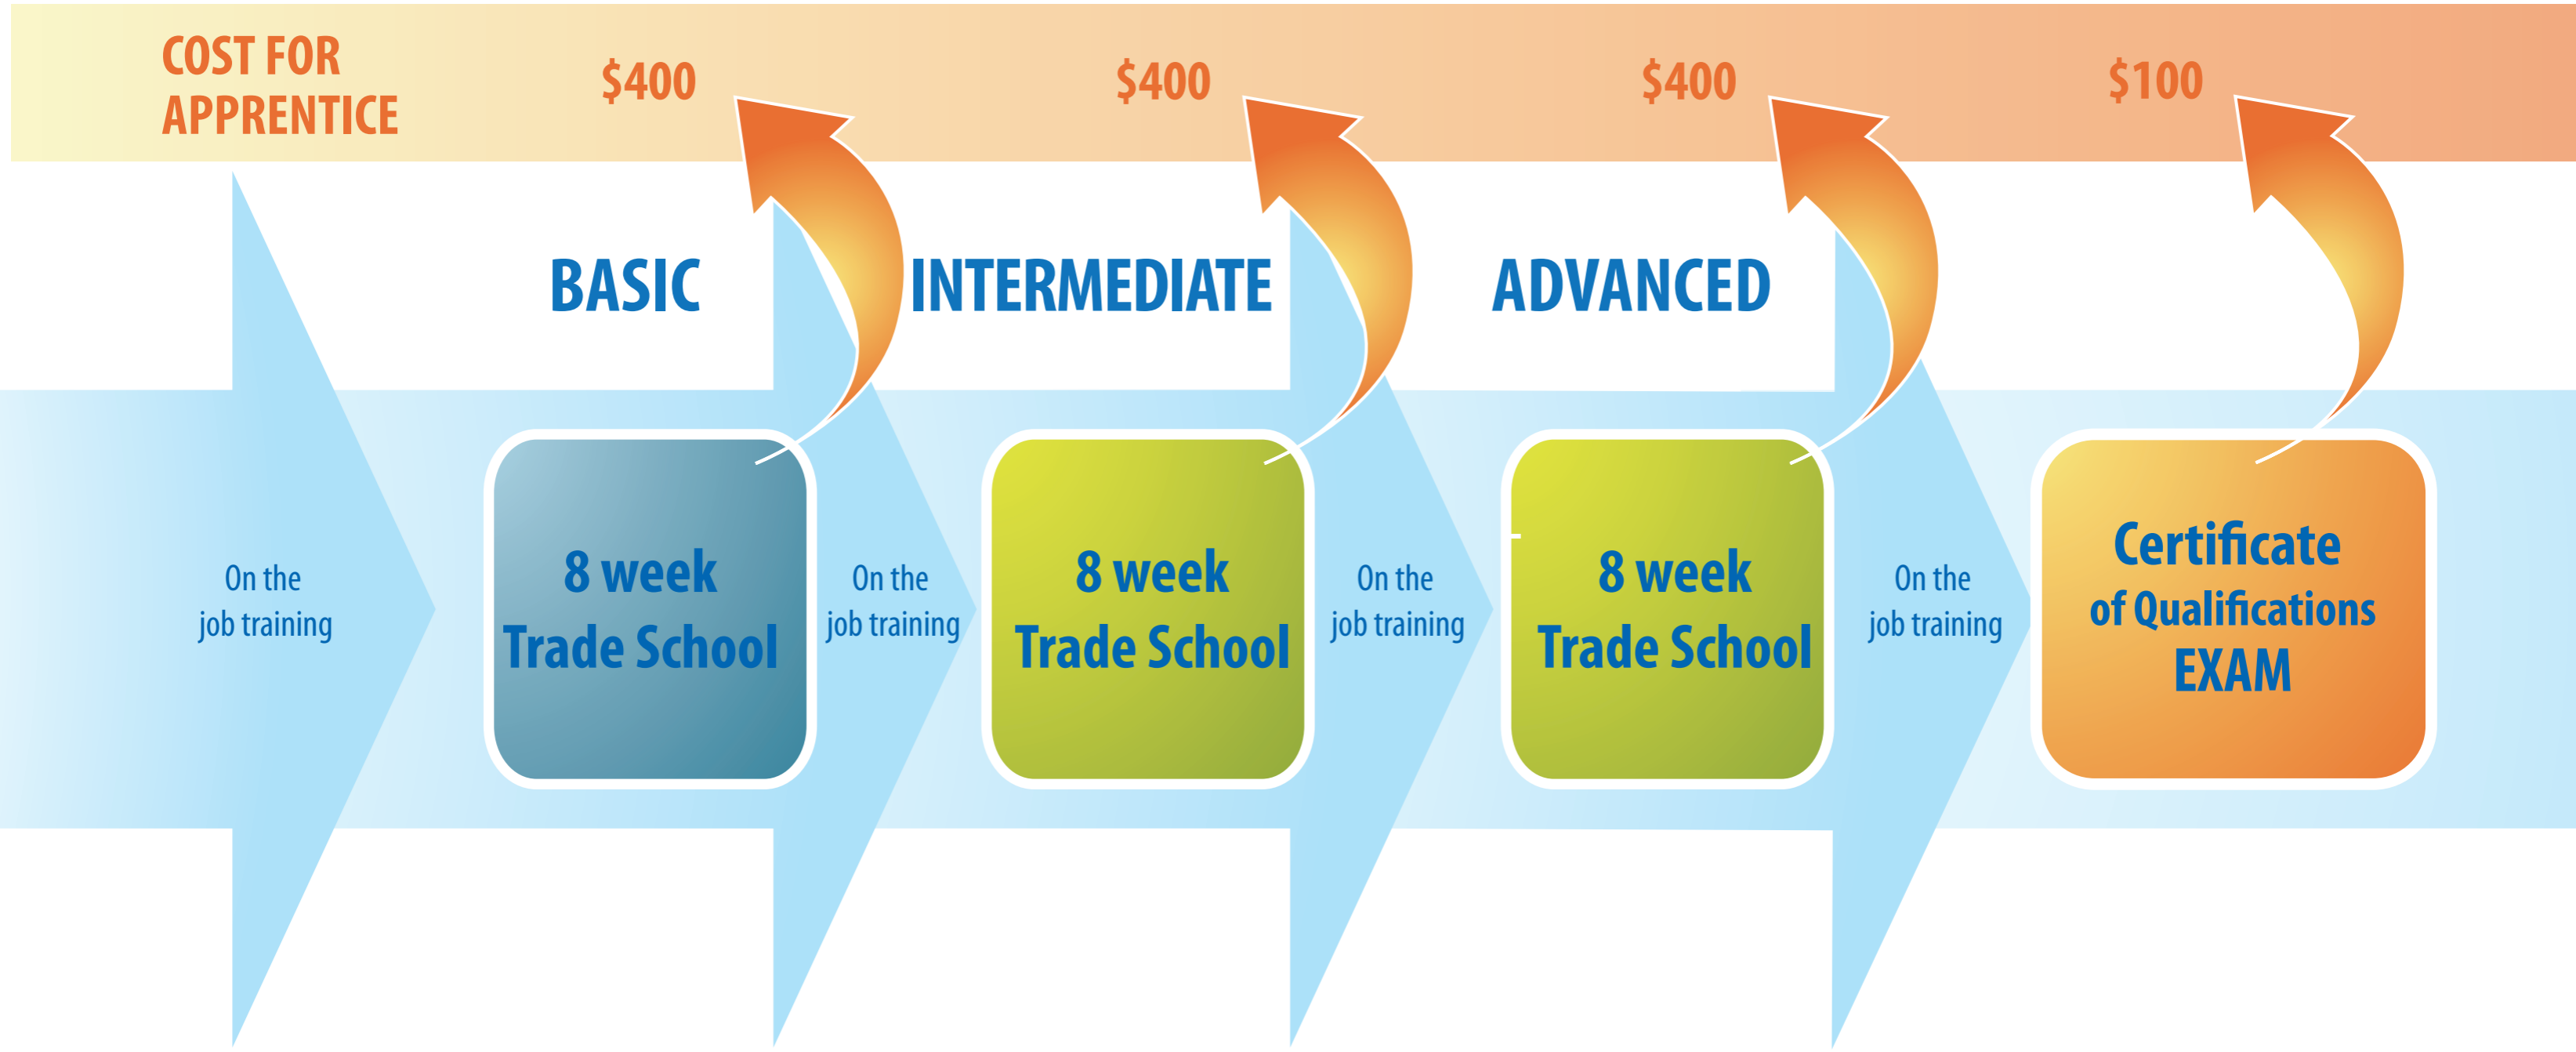 COST FOR
APPRENTICE
$400
$400
$400
$100
BASIC
INTERMEDIATE
ADVANCED
On the
job training
8 week
Trade School
On the
job training
8 week
Trade School
On the
job training
8 week
Trade School
On the
job training
Certificate
of Qualifications
EXAM